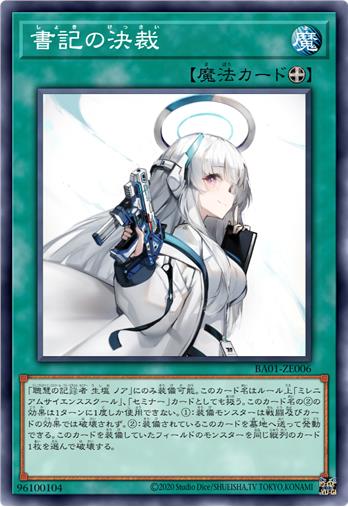 書記の決裁
魔
【魔法カード】
BA01-ZE006
「聰慧の記録者 生塩 ノア」にのみ装備可能。このカード名はルール上「ミレニ
アムサイエンススクール」、「セミナー」カードとしても扱う。このカード名の②の
効果は1ターンに1度しか使用できない。①：装備モンスターは戦闘及びカー
ドの効果では破壊されず。②：装備されているこのカードを墓地へ送って発動
できる。このカードを装備していたフィールドのモンスターを同じ縦列のカード
1枚を選んで破壊する。
96100104
©2020 Studio Dice/SHUEISHA,TV TOKYO,KONAMI